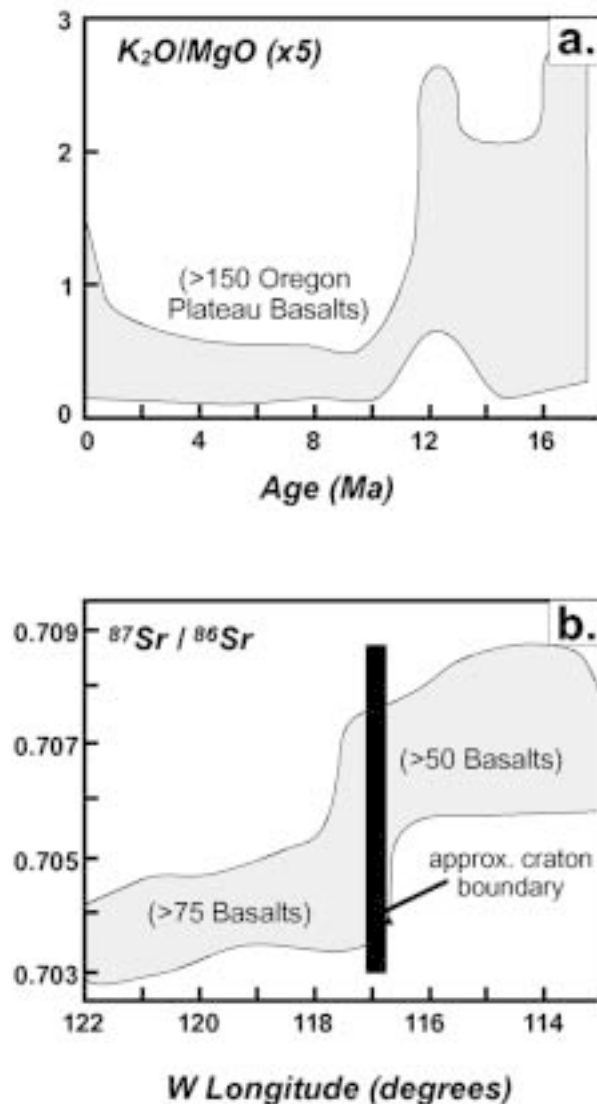 3
K₂O/MgO (x5)
a.
2
(>150 Oregon
Plateau Basalts)
1
0
0 4 8 12 16
Age (Ma)
0.709
⁸⁷Sr / ⁸⁶Sr
b.
0.707
(>50 Basalts)
0.705
approx. craton
boundary
(>75 Basalts)
0.703
122 120 118 116 114
W Longitude (degrees)